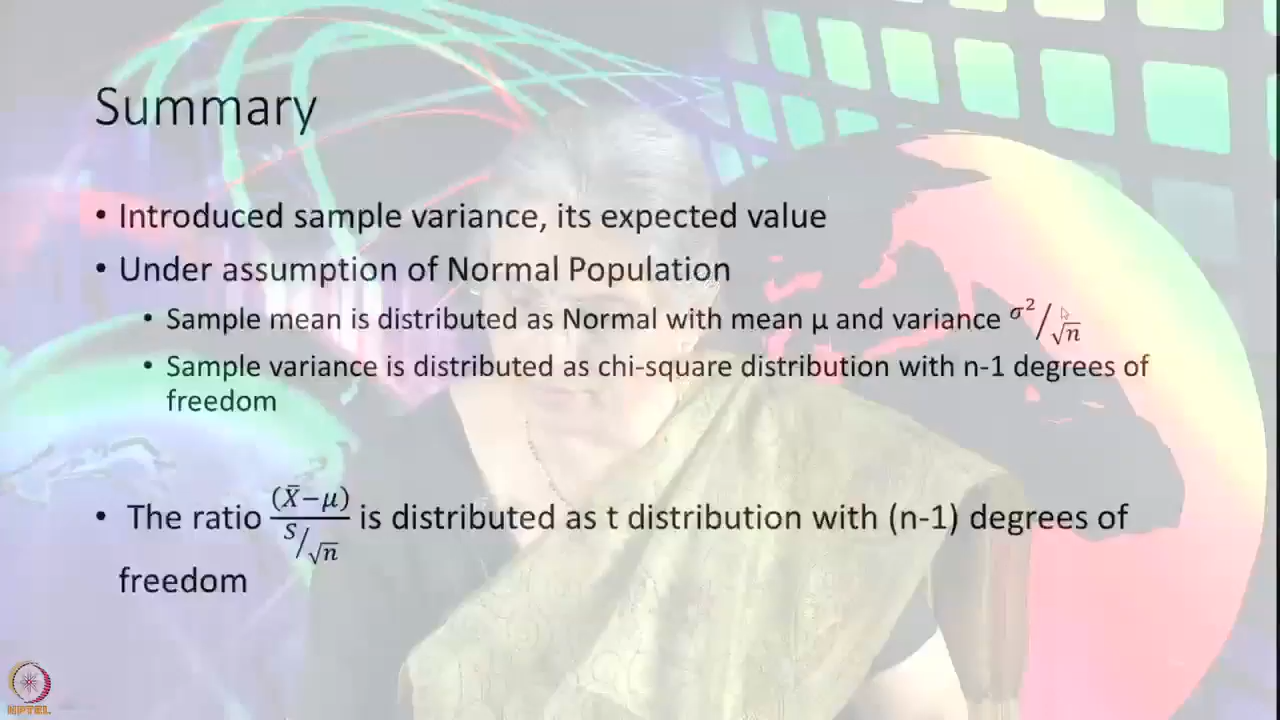 Summary
• Introduced sample variance, its expected value
• Under assumption of Normal Population
• Sample mean is distributed as Normal with mean μ and variance σ²/√n
• Sample variance is distributed as chi-square distribution with n-1 degrees of
freedom
• The ratio (X̄−μ)/(S/√n) is distributed as t distribution with (n-1) degrees of
freedom
NPTEL